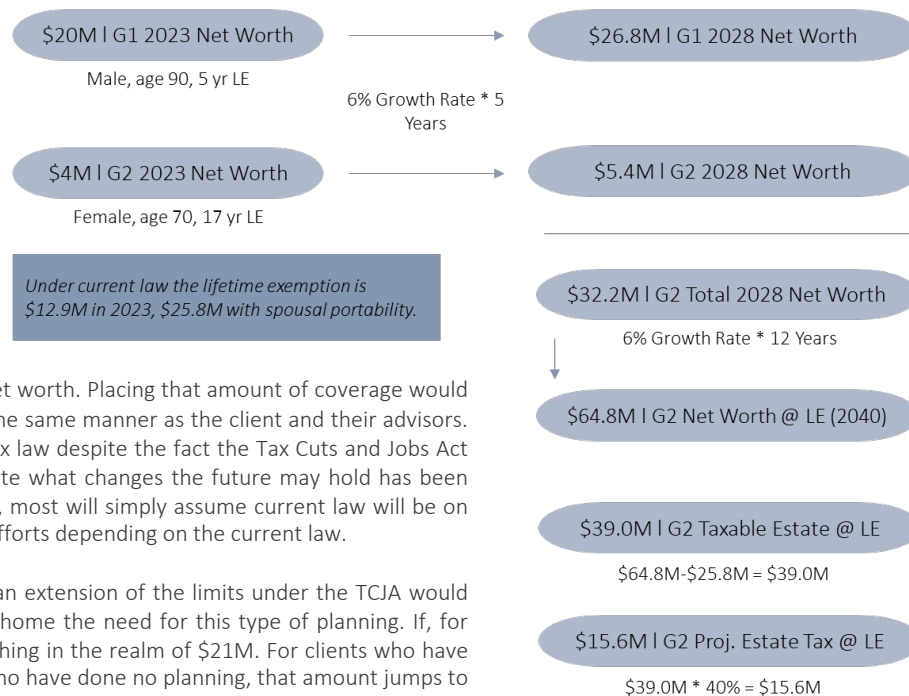 $20M l G1 2023 Net Worth
$26.8M l G1 2028 Net Worth
Male, age 90, 5 yr LE
6% Growth Rate * 5
Years
$4M l G2 2023 Net Worth
$5.4M l G2 2028 Net Worth
Female, age 70, 17 yr LE
Under current law the lifetime exemption is
$12.9M in 2023, $25.8M with spousal portability.
$32.2M l G2 Total 2028 Net Worth
6% Growth Rate * 12 Years
$64.8M l G2 Net Worth @ LE (2040)
$39.0M l G2 Taxable Estate @ LE
$64.8M-$25.8M = $39.0M
$15.6M l G2 Proj. Estate Tax @ LE
$39.0M * 40% = $15.6M
net worth. Placing that amount of coverage would
ne same manner as the client and their advisors.
x law despite the fact the Tax Cuts and Jobs Act
te what changes the future may hold has been
, most will simply assume current law will be on
fforts depending on the current law.
an extension of the limits under the TCJA would
home the need for this type of planning. If, for
hing in the realm of $21M. For clients who have
ho have done no planning, that amount jumps to